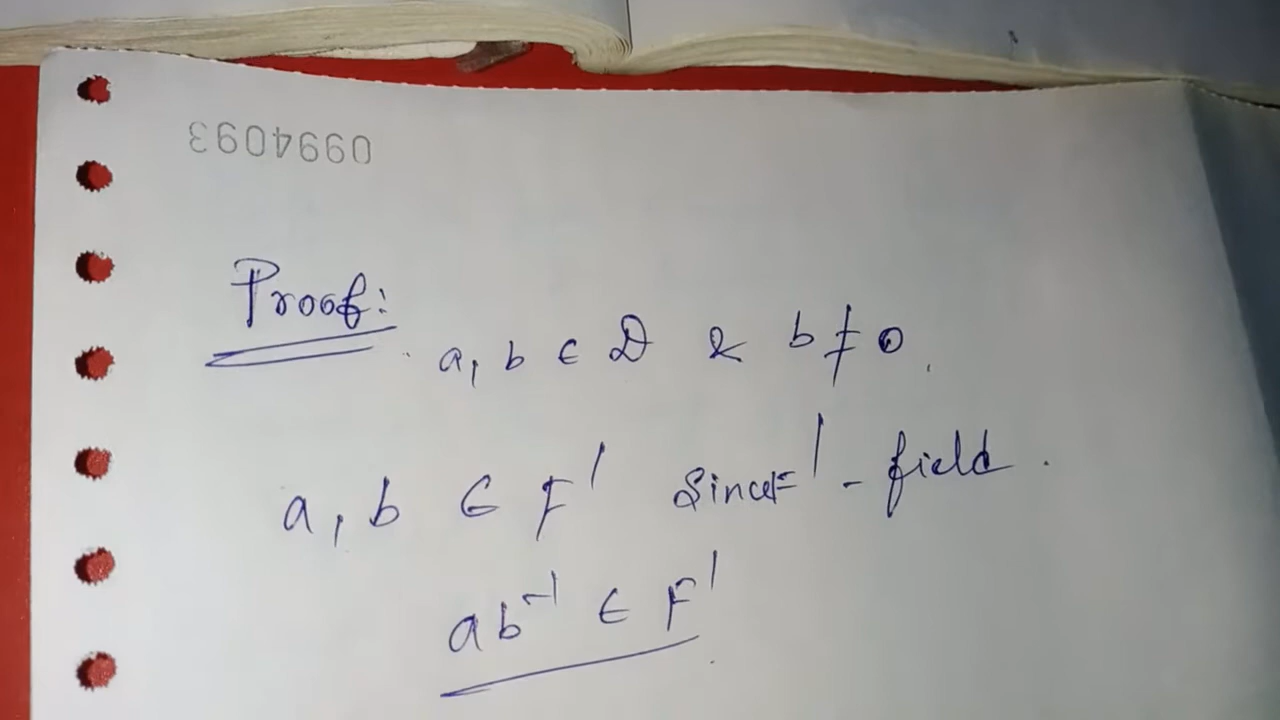 0994093
Proof:
a, b ∈ D & b ≠ 0.
a, b ∈ F' since F' - field.
ab⁻¹ ∈ F'